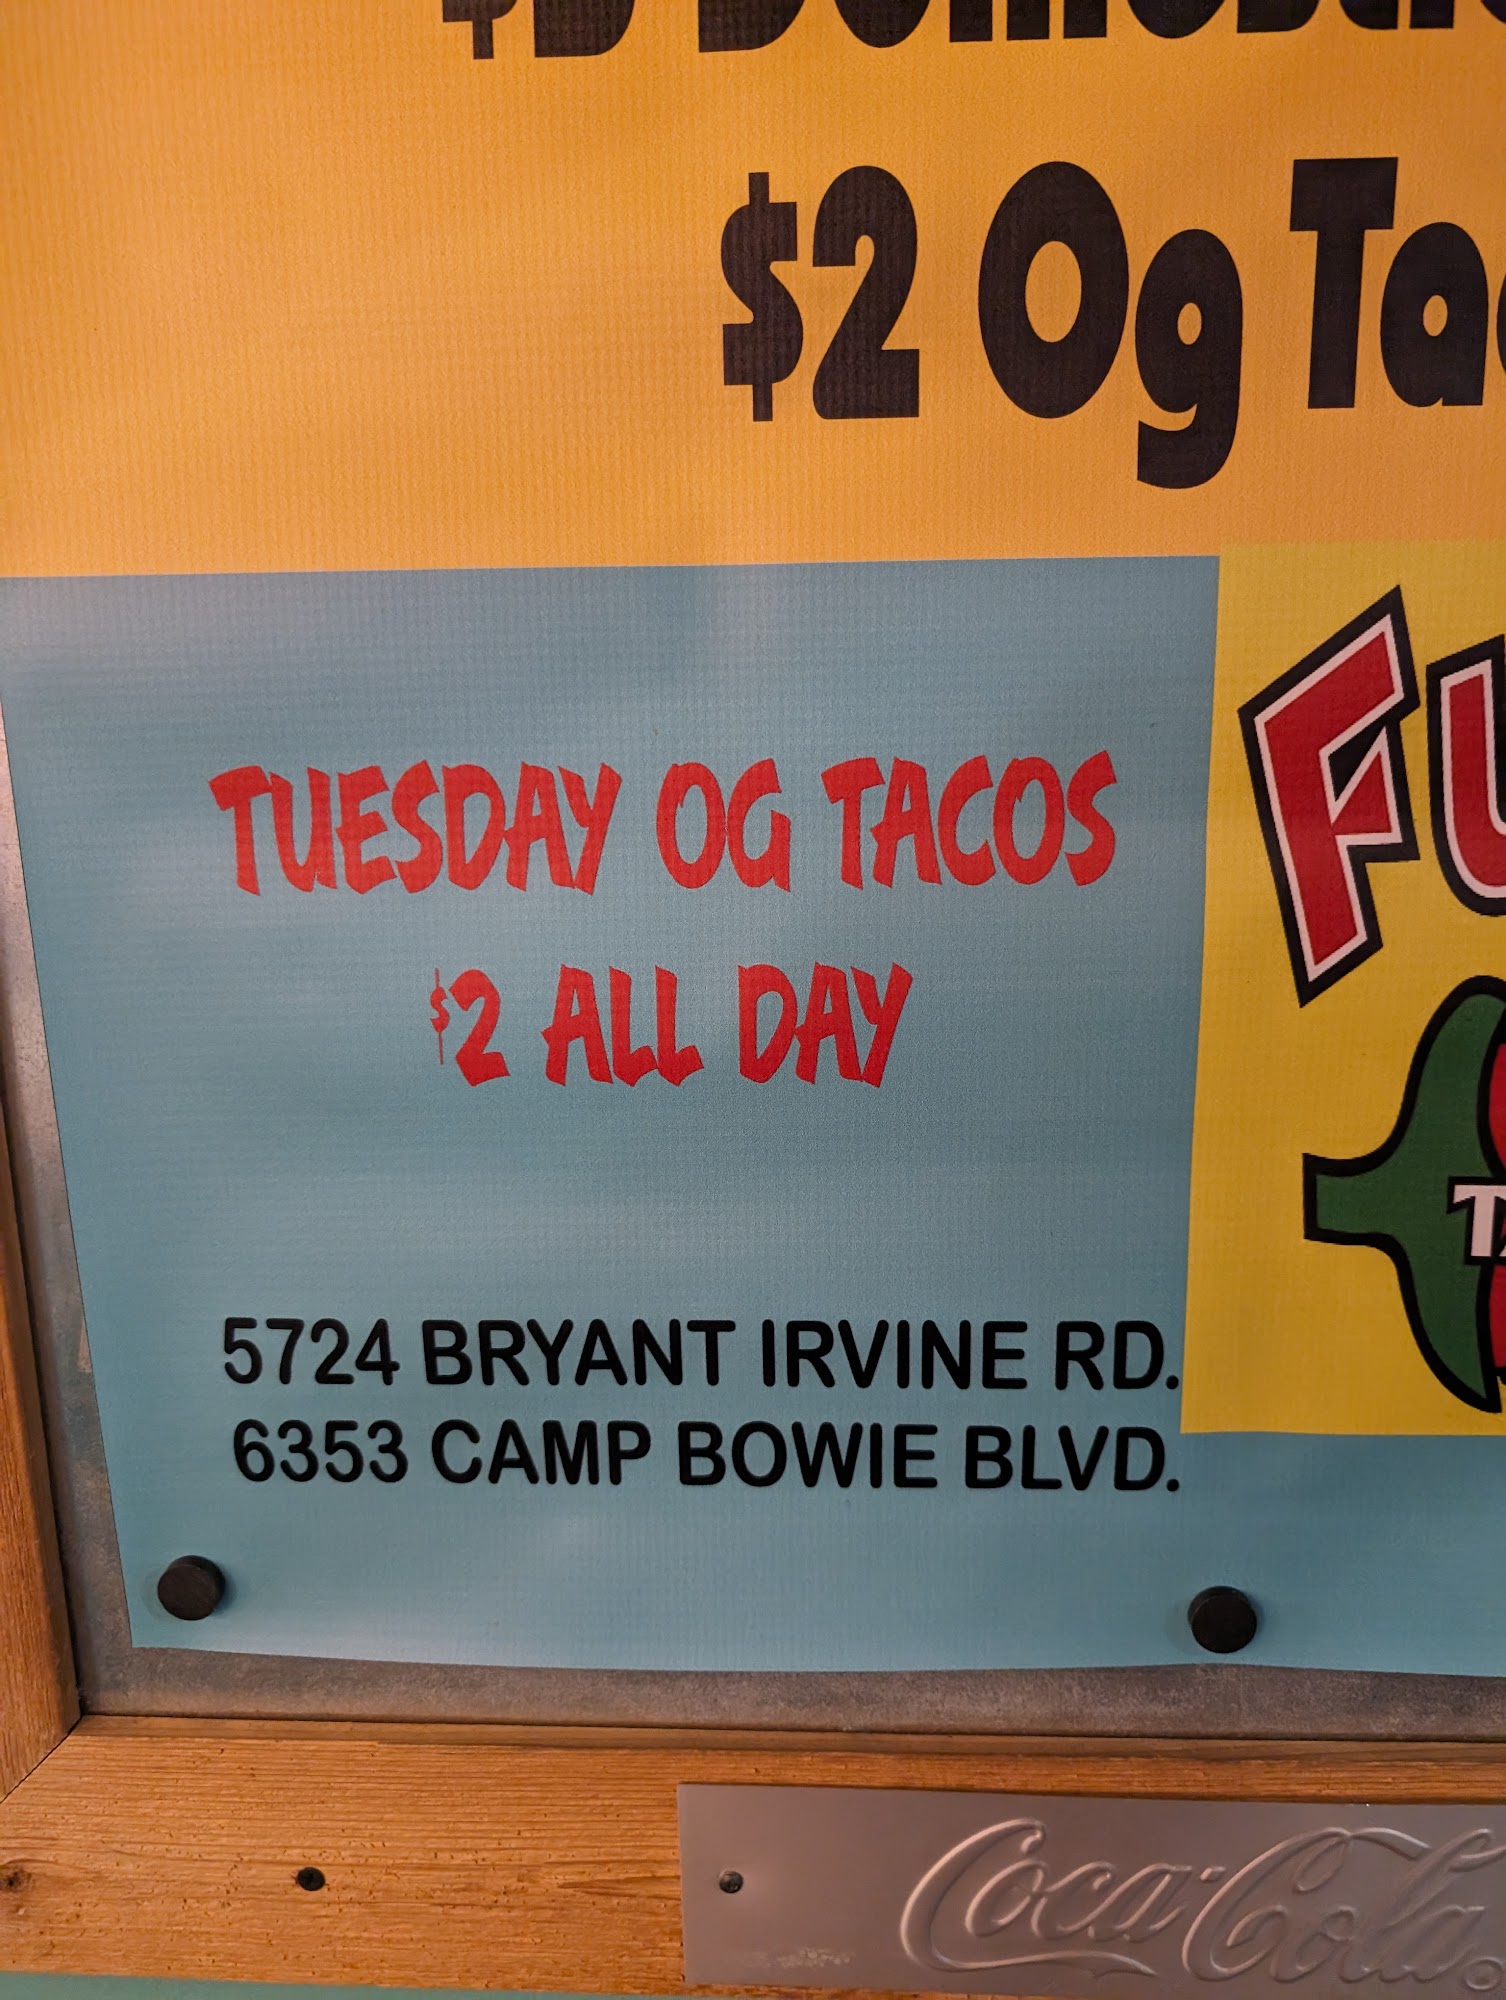 $2 Og
TUESDAY OG TACOS
$2 ALL DAY
5724 BRYANT IRVINE RD.
6353 CAMP BOWIE BLVD.
Coca-Cola